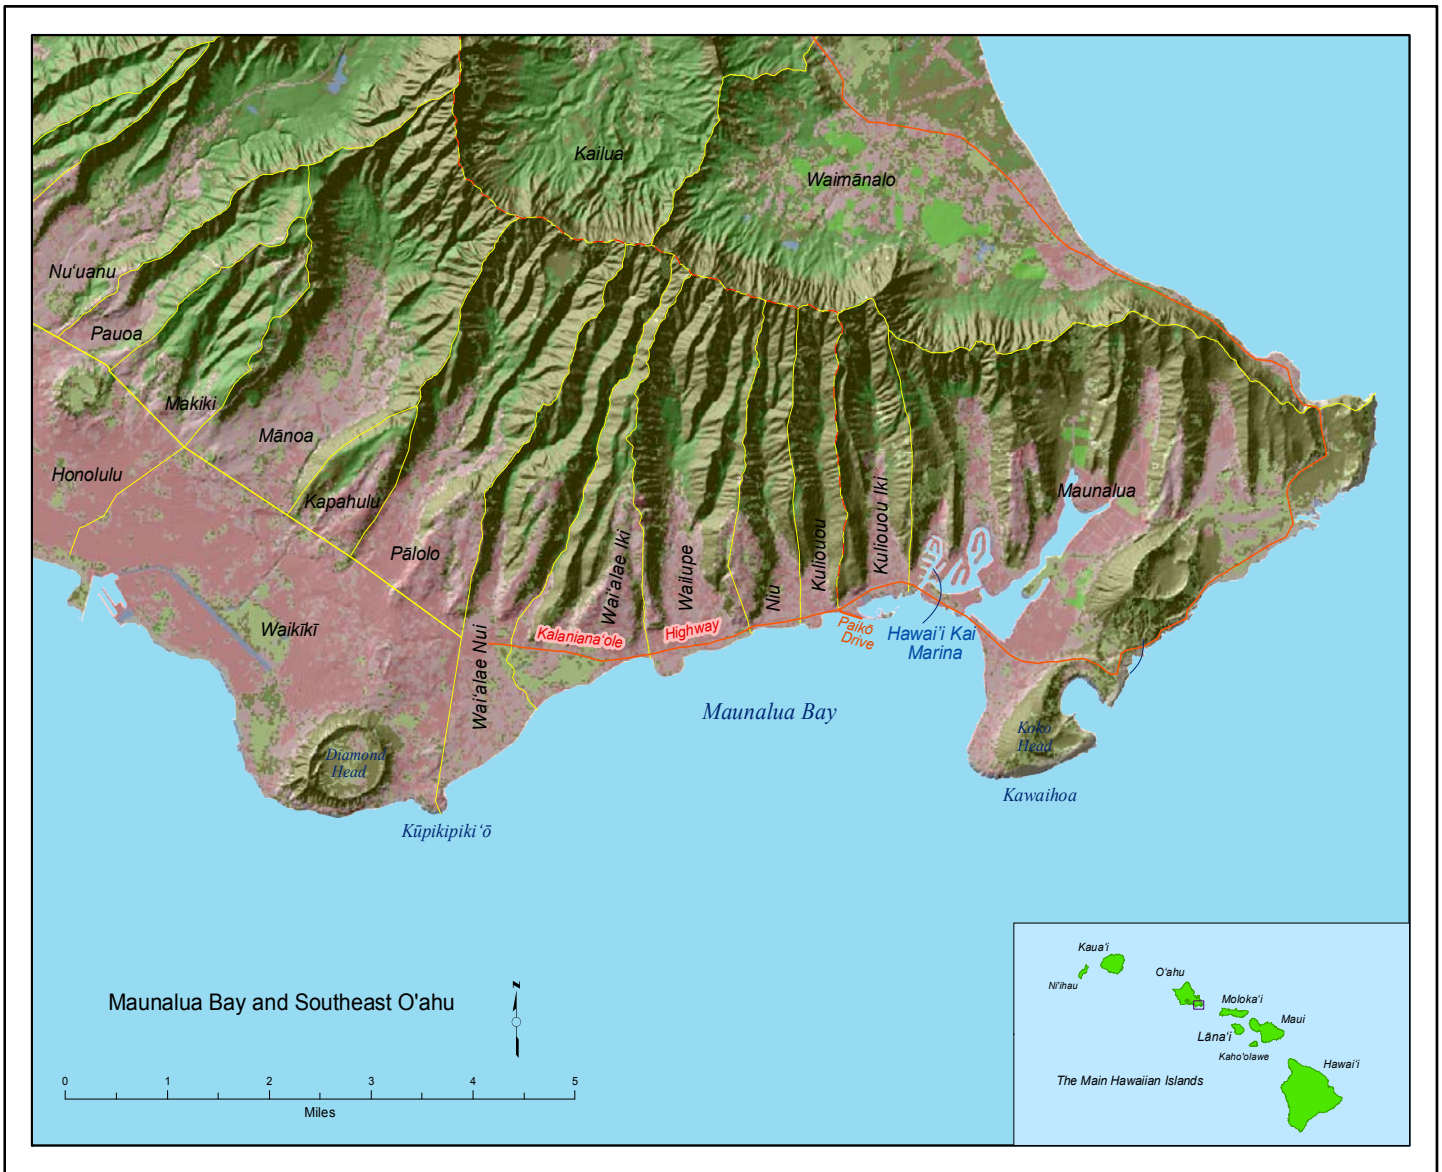 Kailua
Waimānalo
Nu'uanu
Pauoa
Makiki
Mānoa
Honolulu
Kapahulu
Pālolo
Waikīkī
Wai'alae Nui
Wai'alae Iki
Wailupe
Niu
Kuliouou
Kuliouou Iki
Maunalua
Kalaniana'ole
Highway
Paikō
Drive
Hawai'i Kai
Marina
Maunalua Bay
Diamond
Head
Koko
Head
Kawaihoa
Kūpikipiki'ō
Maunalua Bay and Southeast O'ahu
N
0 1 2 3 4 5
Miles
Kaua'i
Ni'ihau
O'ahu
Moloka'i
Maui
Lāna'i
Kaho'olawe
Hawai'i
The Main Hawaiian Islands